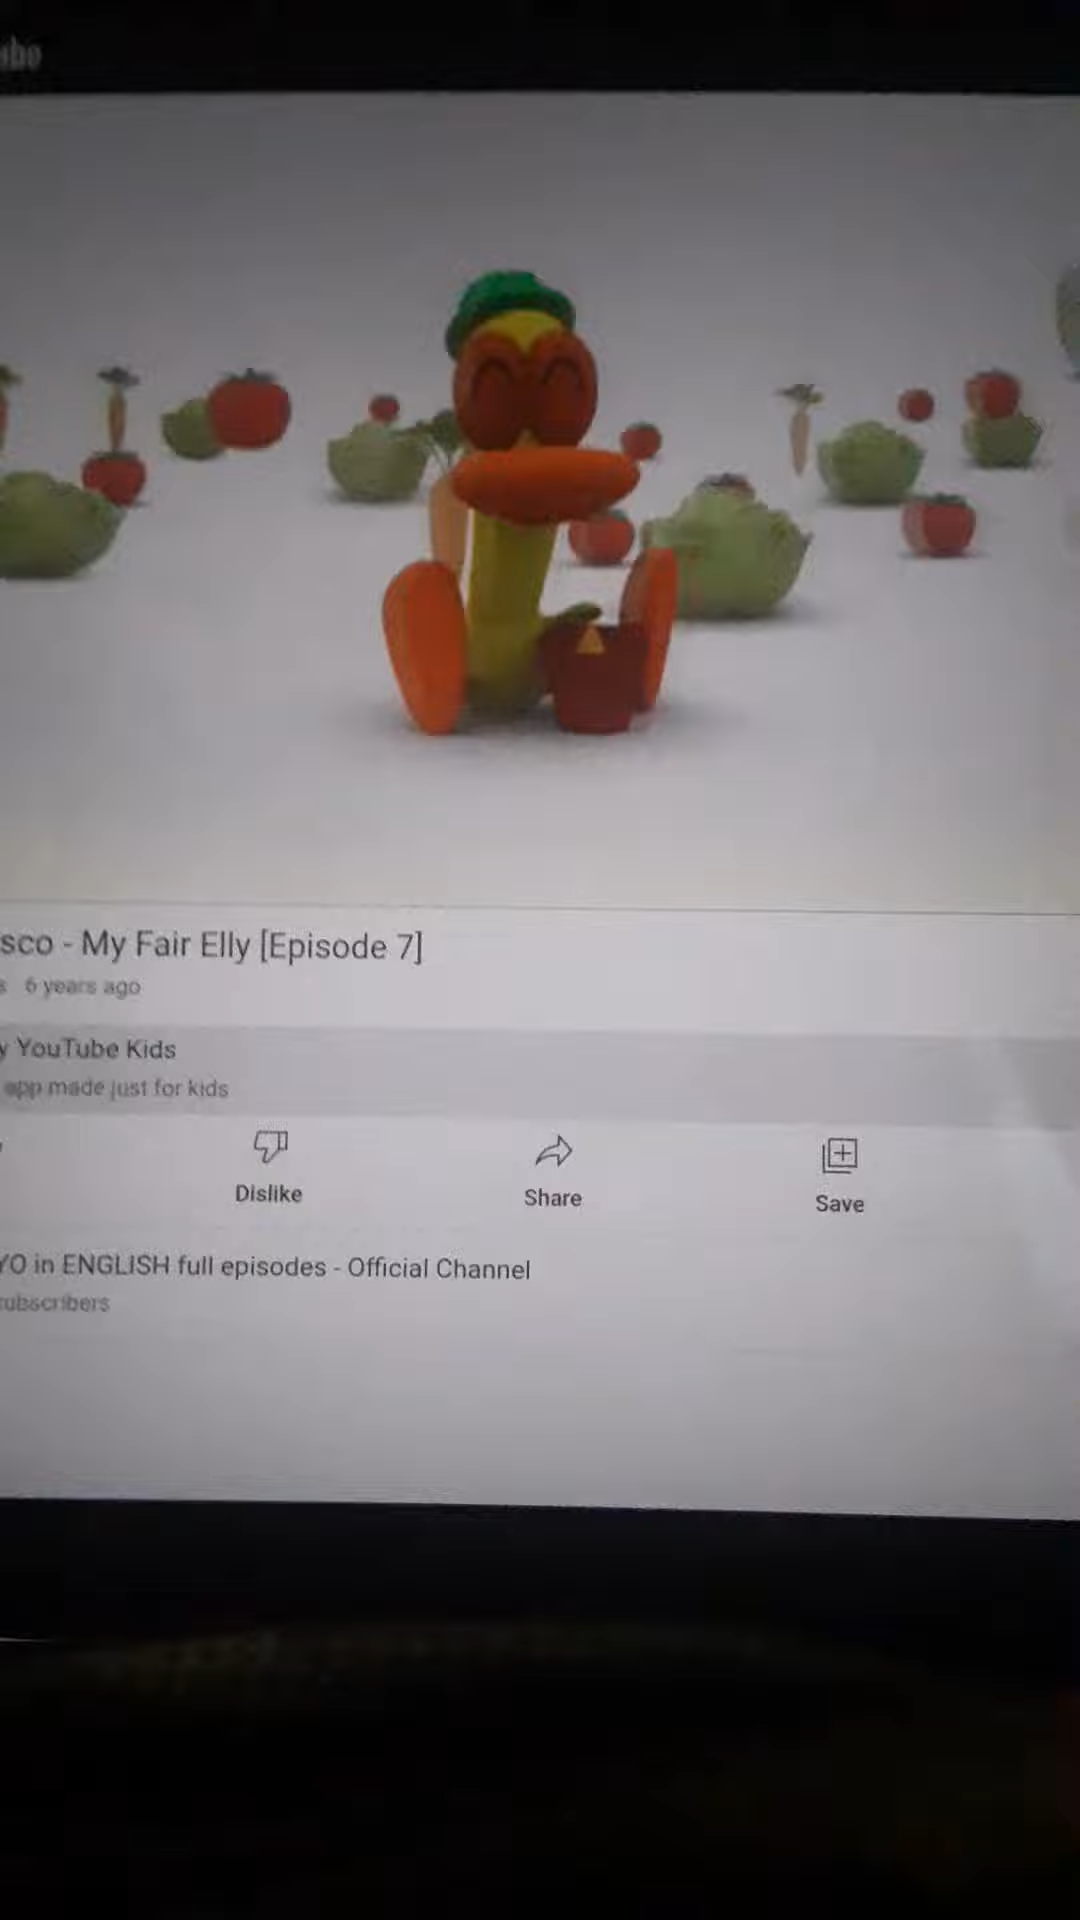 sco - My Fair Elly [Episode 7]
6 years ago
YouTube Kids
app made just for kids
Dislike
Share
Save
YO in ENGLISH full episodes - Official Channel
subscribers